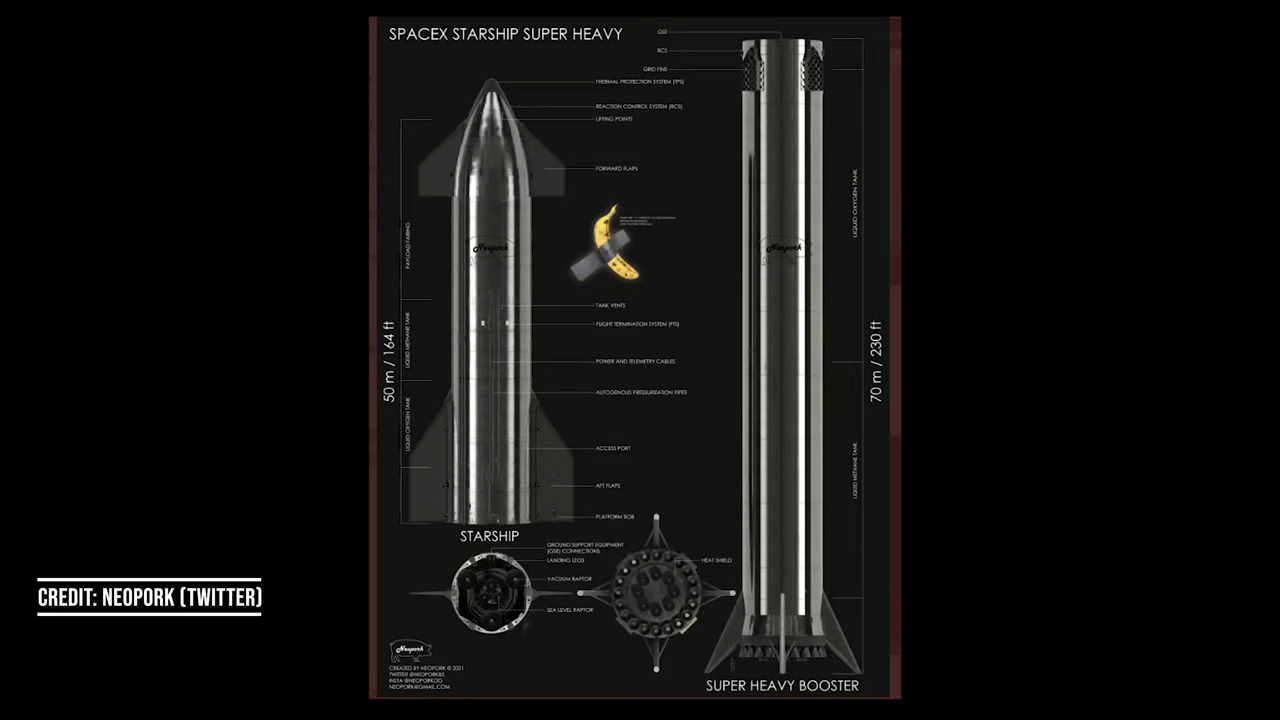 SPACEX STARSHIP SUPER HEAVY
GSE
RCS
GRID FINS
THERMAL PROTECTION SYSTEM (TPS)
REACTION CONTROL SYSTEM (RCS)
LIFTING POINTS
FORWARD FLAPS
PAYLOAD FAIRING
LIQUID METHANE TANK
LIQUID OXYGEN TANK
50 m / 164 ft
Neopork
TANK VENTS
FLIGHT TERMINATION SYSTEM (FTS)
POWER AND TELEMETRY CABLES
AUTOGENOUS PRESSURIZATION PIPES
ACCESS PORT
AFT FLAPS
PLATFORM BOB
STARSHIP
Neopork
LIQUID OXYGEN TANK
70 m / 230 ft
LIQUID METHANE TANK
GROUND SUPPORT EQUIPMENT
(GSE) CONNECTIONS
LANDING LEGS
VACUUM RAPTOR
SEA LEVEL RAPTOR
HEAT SHIELD
SUPER HEAVY BOOSTER
Neopork
CREATED BY NEOPORK © 2021
TWITTER @NEOPORK85
INSTA @NEOPORKOG
NEOPORK@GMAIL.COM
CREDIT: NEOPORK (TWITTER)